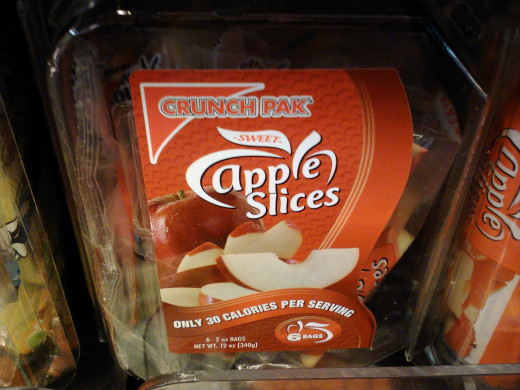 CRUNCH PAK
SWEET
apple
Slices
ONLY 30 CALORIES PER SERVING
6 BAGS
6 - 2 oz BAGS
NET WT. 12 oz (340g)
apple